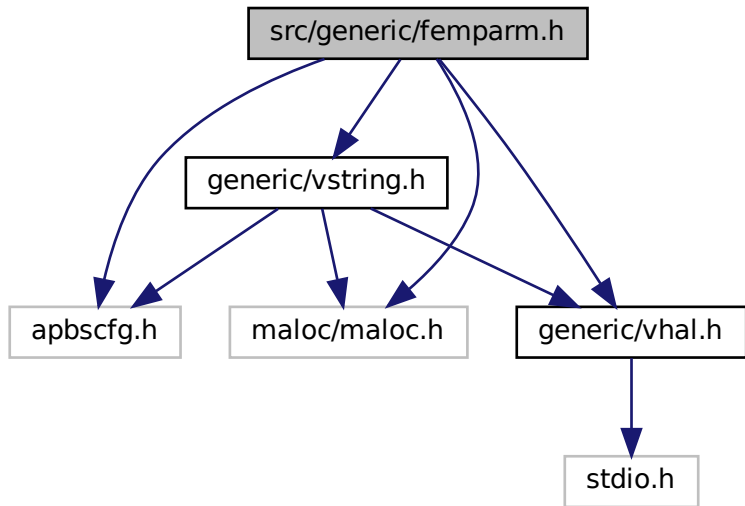 src/generic/femparm.h
generic/vstring.h
apbscfg.h
maloc/maloc.h
generic/vhal.h
stdio.h